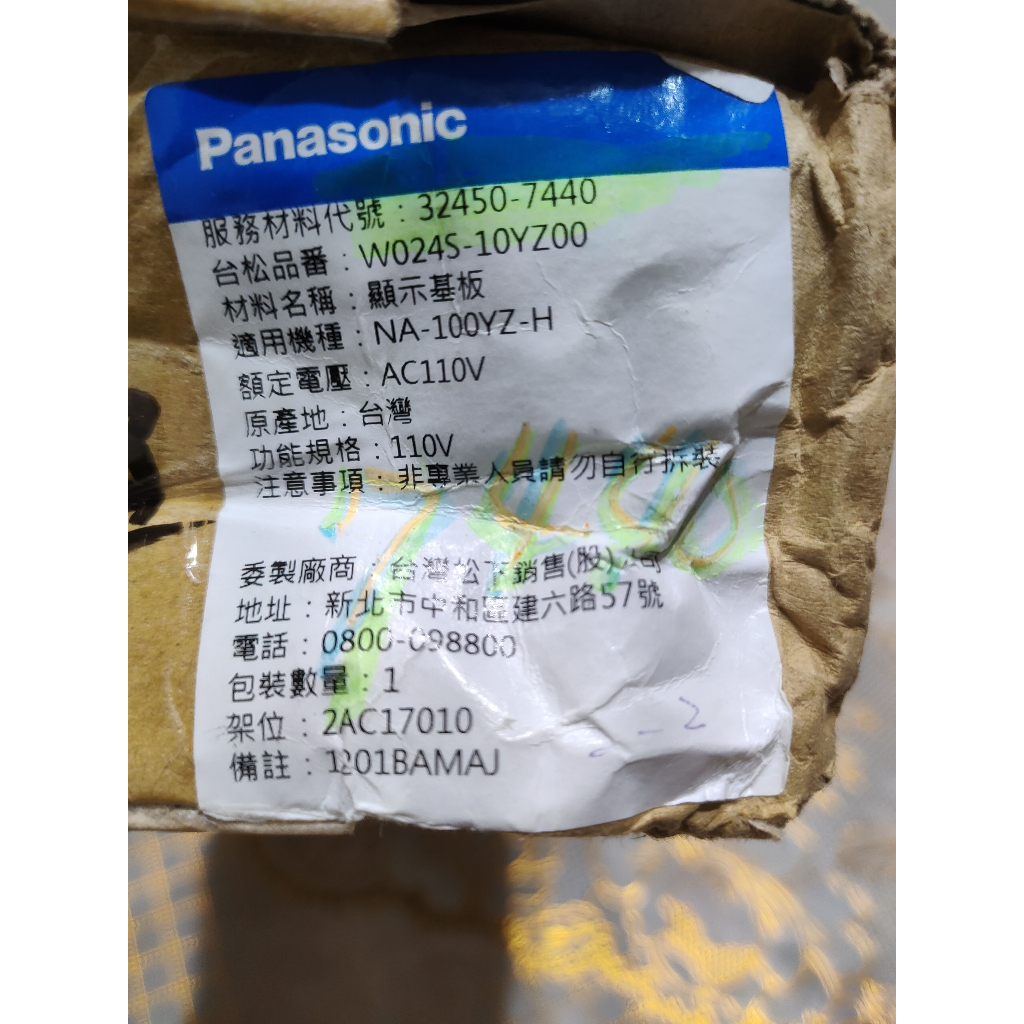 Panasonic
服務材料代號：32450-7440
台松品番：W024S-10YZ00
材料名稱：顯示基板
適用機種：NA-100YZ-H
額定電壓：AC110V
原產地：台灣
功能規格：110V
注意事項：非專業人員請勿自行拆裝
7440
委製廠商：台灣松下銷售(股)公司
地址：新北市中和區建六路57號
電話：0800-098800
包裝數量：1
架位：2AC17010
備註：1201BAMAJ